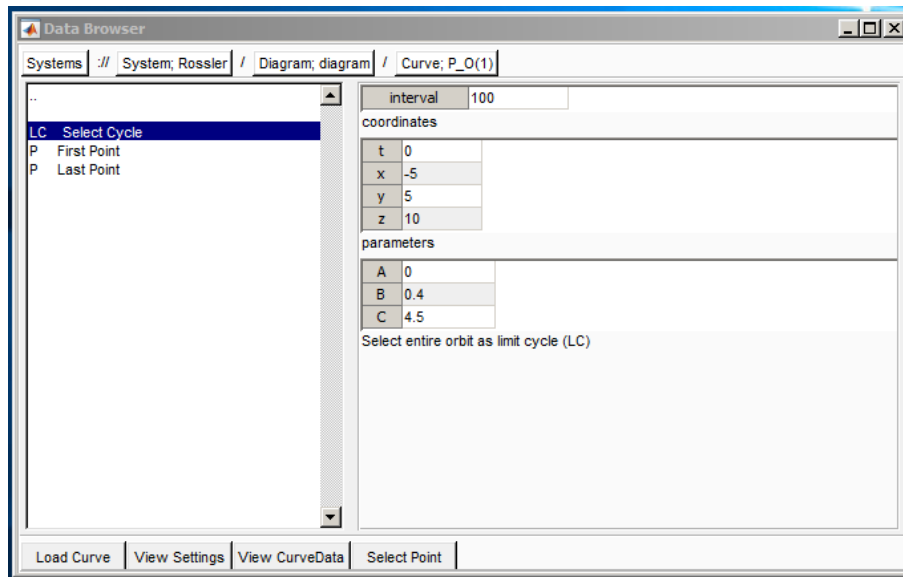 Data Browser
Systems :// System; Rossler / Diagram; diagram / Curve; P_O(1)
..
LC Select Cycle
P First Point
P Last Point
interval 100
coordinates
t 0
x -5
y 5
z 10
parameters
A 0
B 0.4
C 4.5
Select entire orbit as limit cycle (LC)
Load Curve View Settings View CurveData Select Point